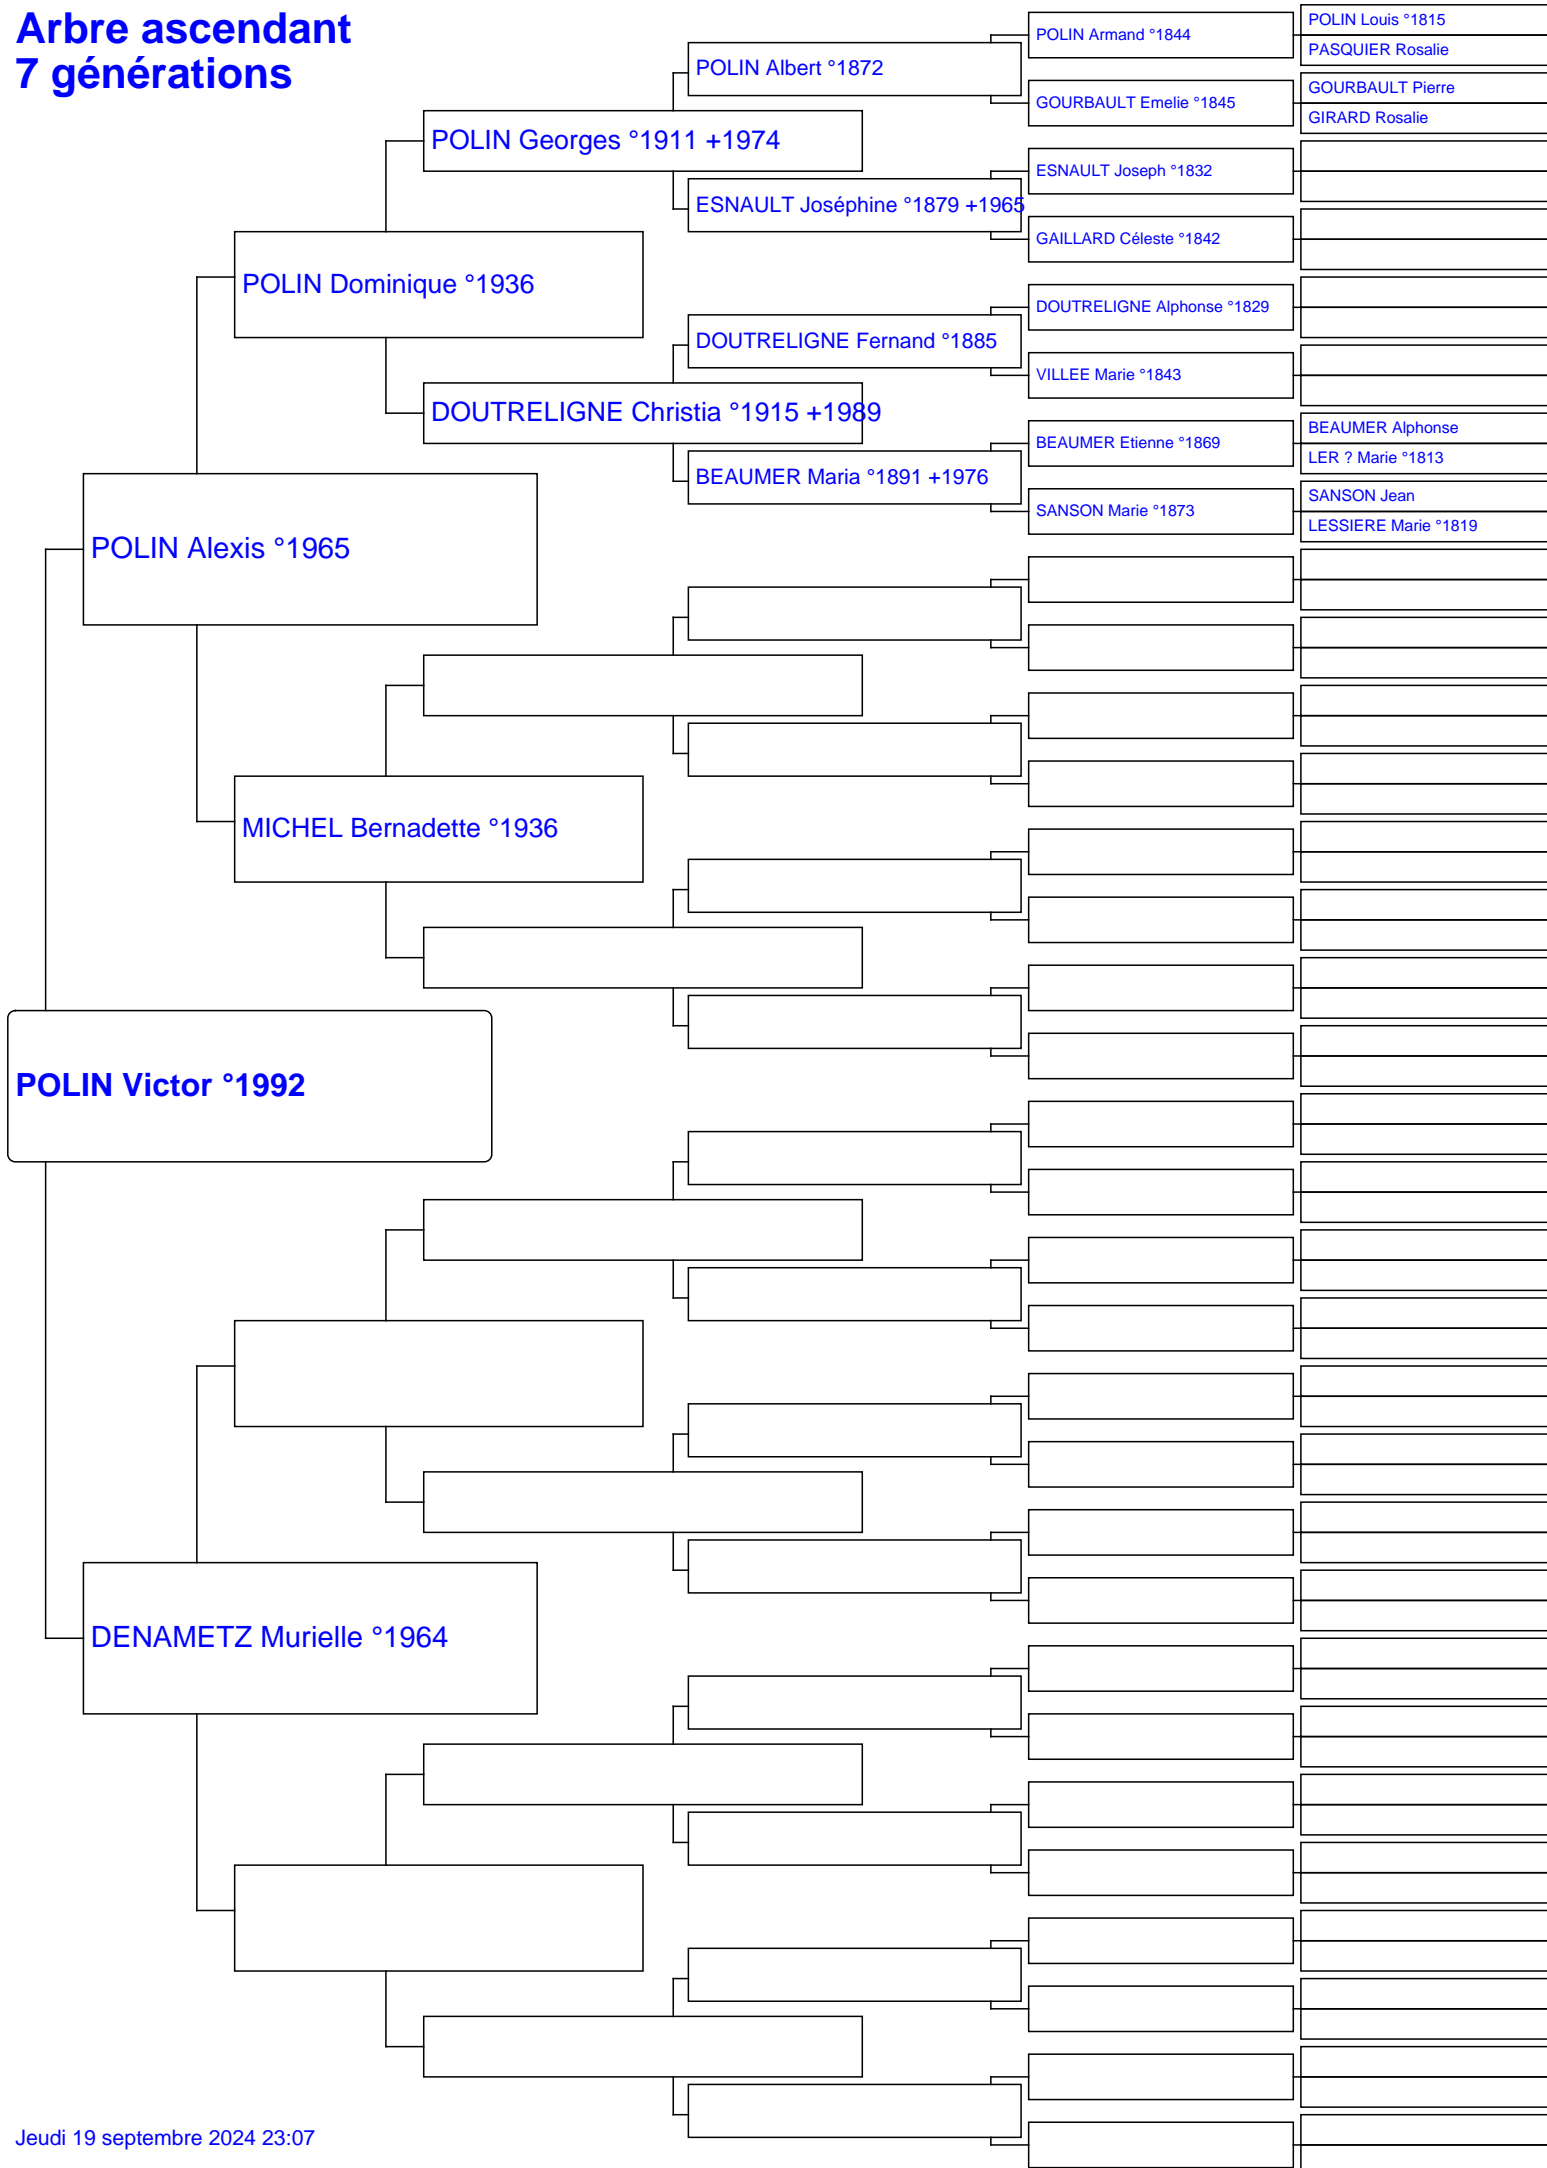 Arbre ascendant
7 générations
POLIN Victor °1992
POLIN Alexis °1965
DENAMETZ Murielle °1964
POLIN Dominique °1936
MICHEL Bernadette °1936
POLIN Georges °1911 +1974
DOUTRELIGNE Christia °1915 +1989
POLIN Albert °1872
ESNAULT Joséphine °1879 +1965
DOUTRELIGNE Fernand °1885
BEAUMER Maria °1891 +1976
POLIN Armand °1844
GOURBAULT Emelie °1845
ESNAULT Joseph °1832
GAILLARD Céleste °1842
DOUTRELIGNE Alphonse °1829
VILLEE Marie °1843
BEAUMER Etienne °1869
SANSON Marie °1873
POLIN Louis °1815
PASQUIER Rosalie
GOURBAULT Pierre
GIRARD Rosalie
BEAUMER Alphonse
LER ? Marie °1813
SANSON Jean
LESSIERE Marie °1819
Jeudi 19 septembre 2024 23:07